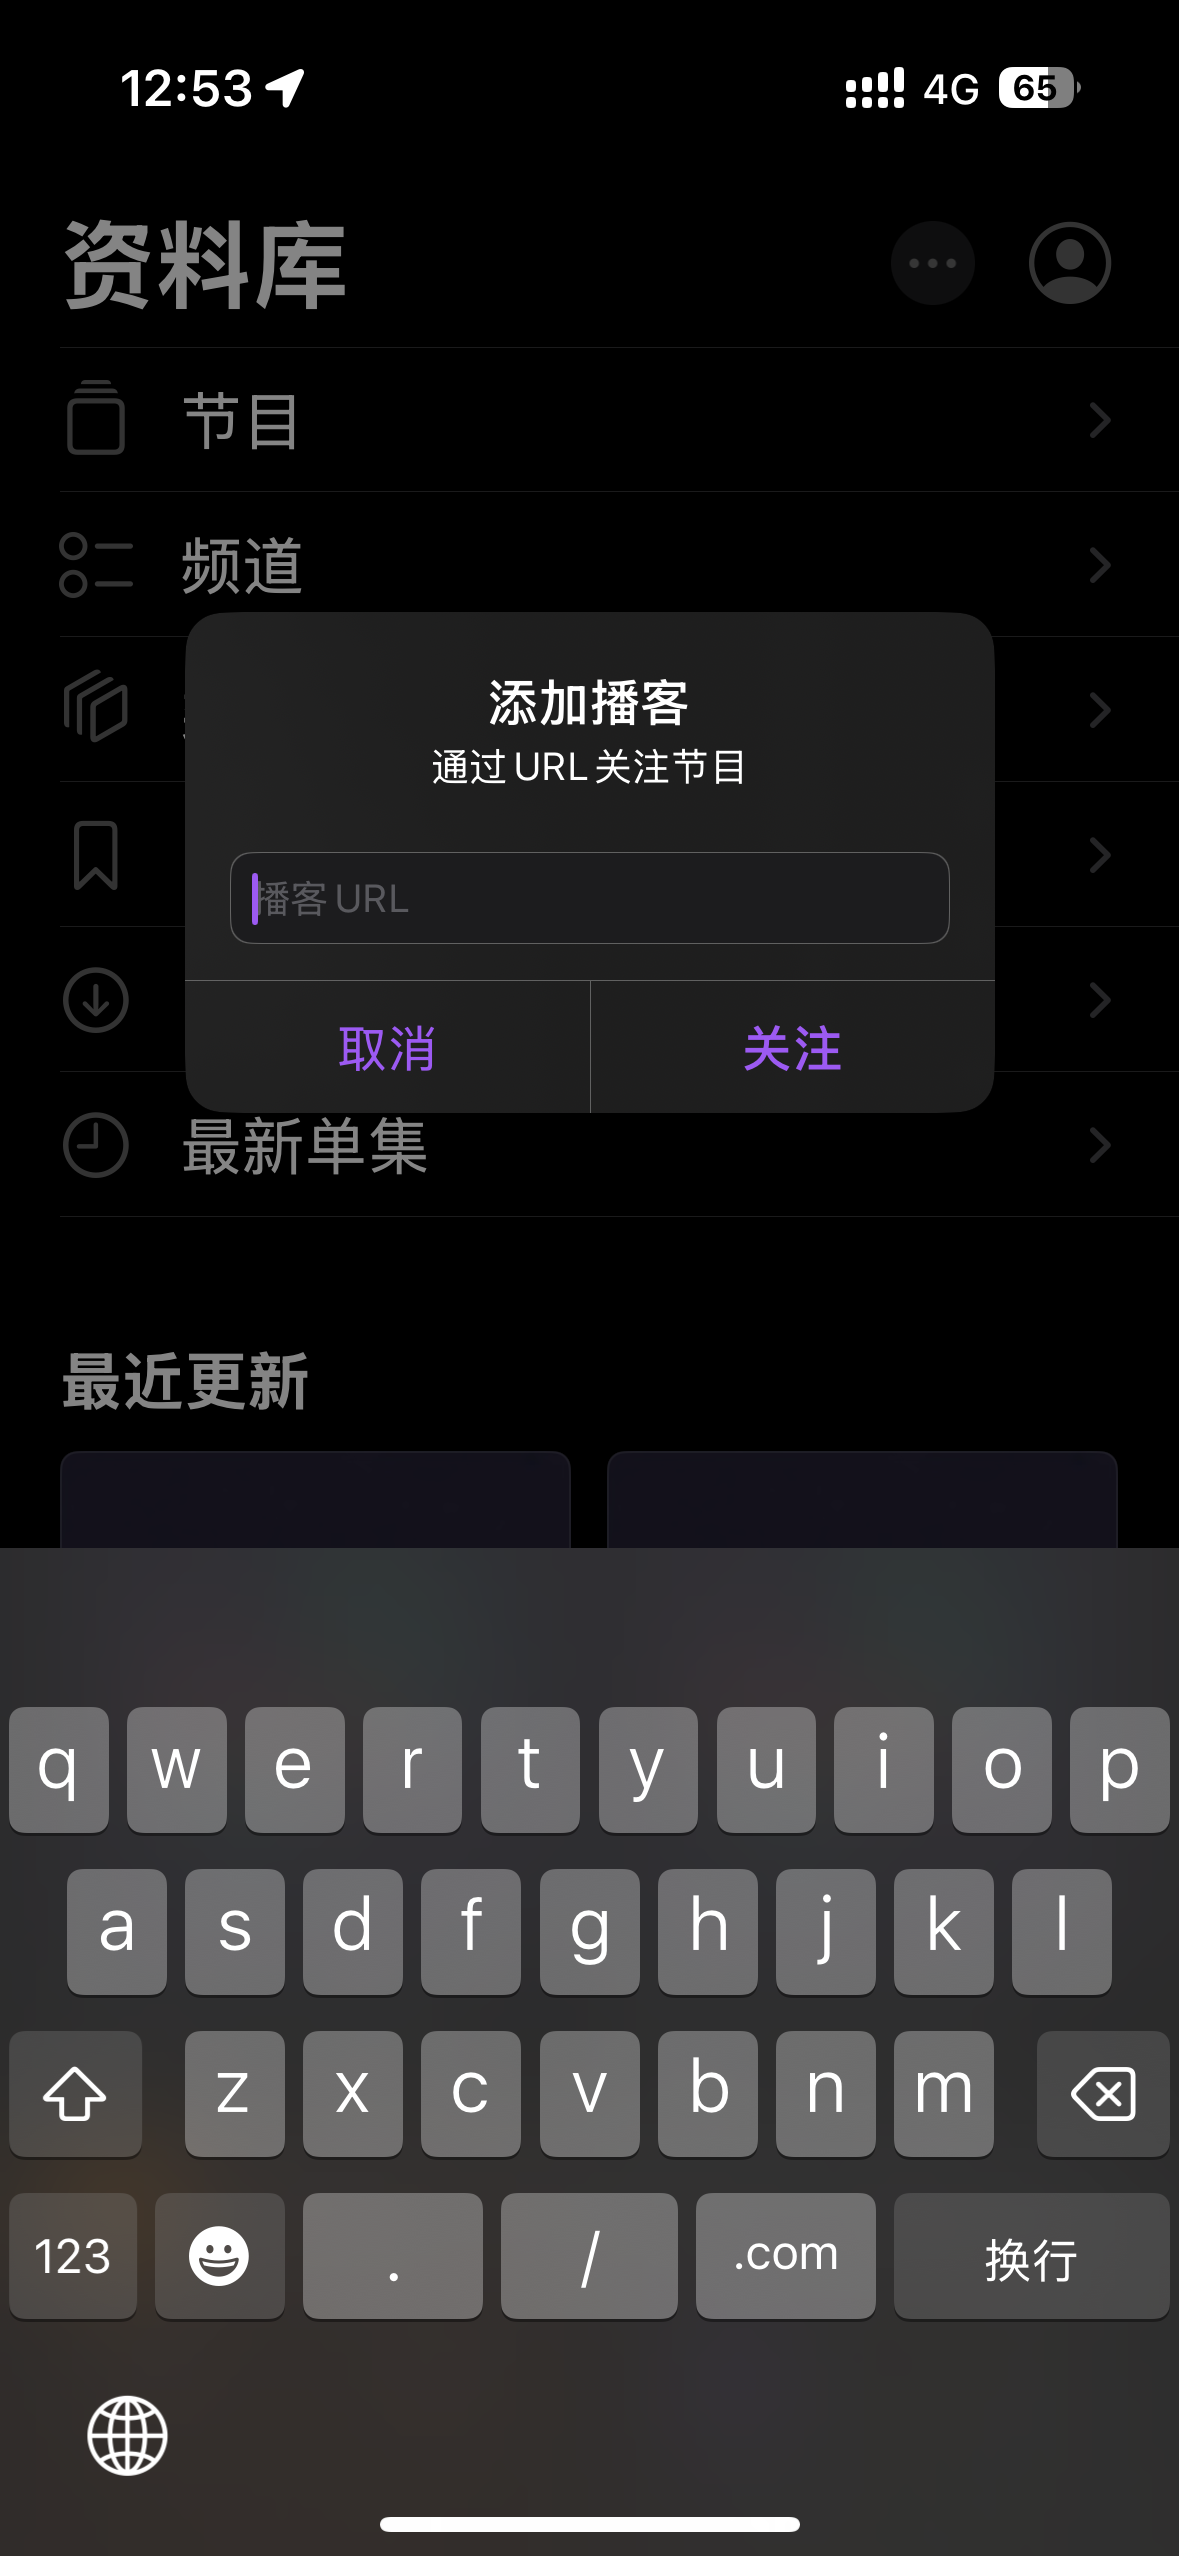 12:53 4G 65
资料库
节目
频道
添加播客
通过 URL 关注节目
播客 URL
取消 关注
最新单集
最近更新
q w e r t y u i o p
a s d f g h j k l
z x c v b n m
123 . / .com 换行